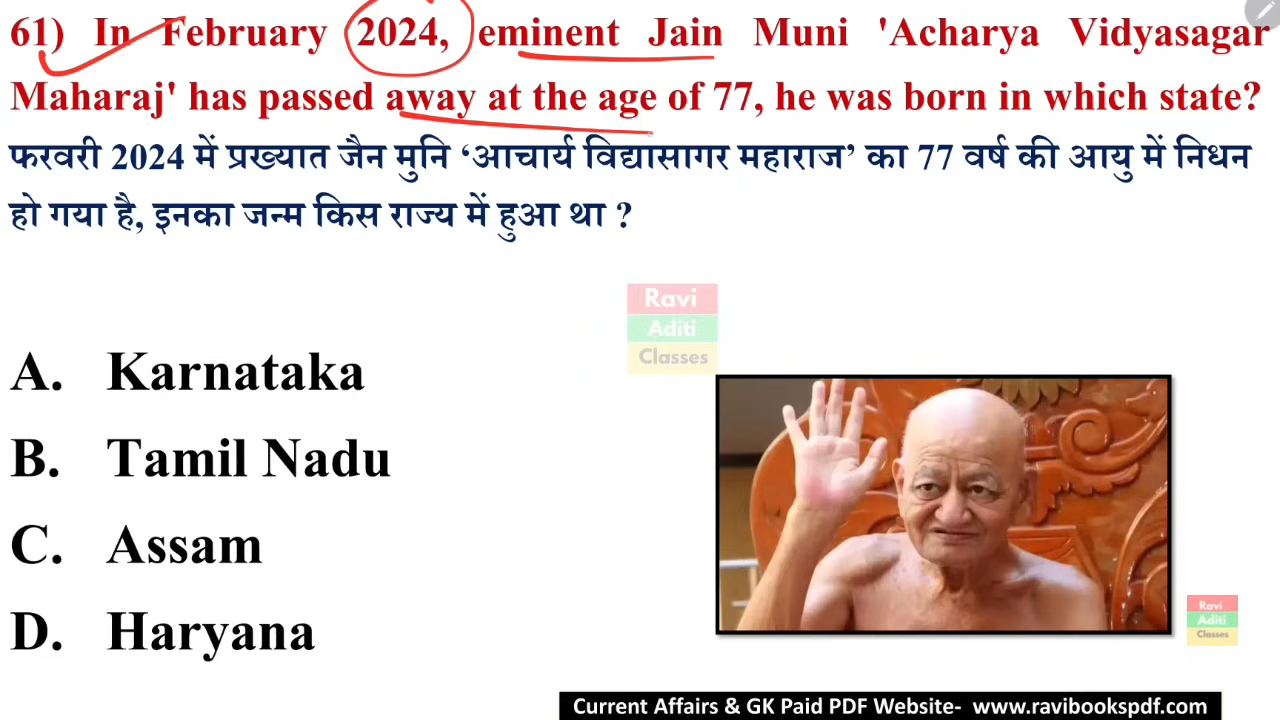 61) In February 2024, eminent Jain Muni 'Acharya Vidyasagar
Maharaj' has passed away at the age of 77, he was born in which state?
फरवरी 2024 में प्रख्यात जैन मुनि ‘आचार्य विद्यासागर महाराज’ का 77 वर्ष की आयु में निधन
हो गया है, इनका जन्म किस राज्य में हुआ था ?
Ravi
Aditi
Classes
A. Karnataka
B. Tamil Nadu
C. Assam
D. Haryana
Ravi
Aditi
Classes
Current Affairs & GK Paid PDF Website- www.ravibookspdf.com